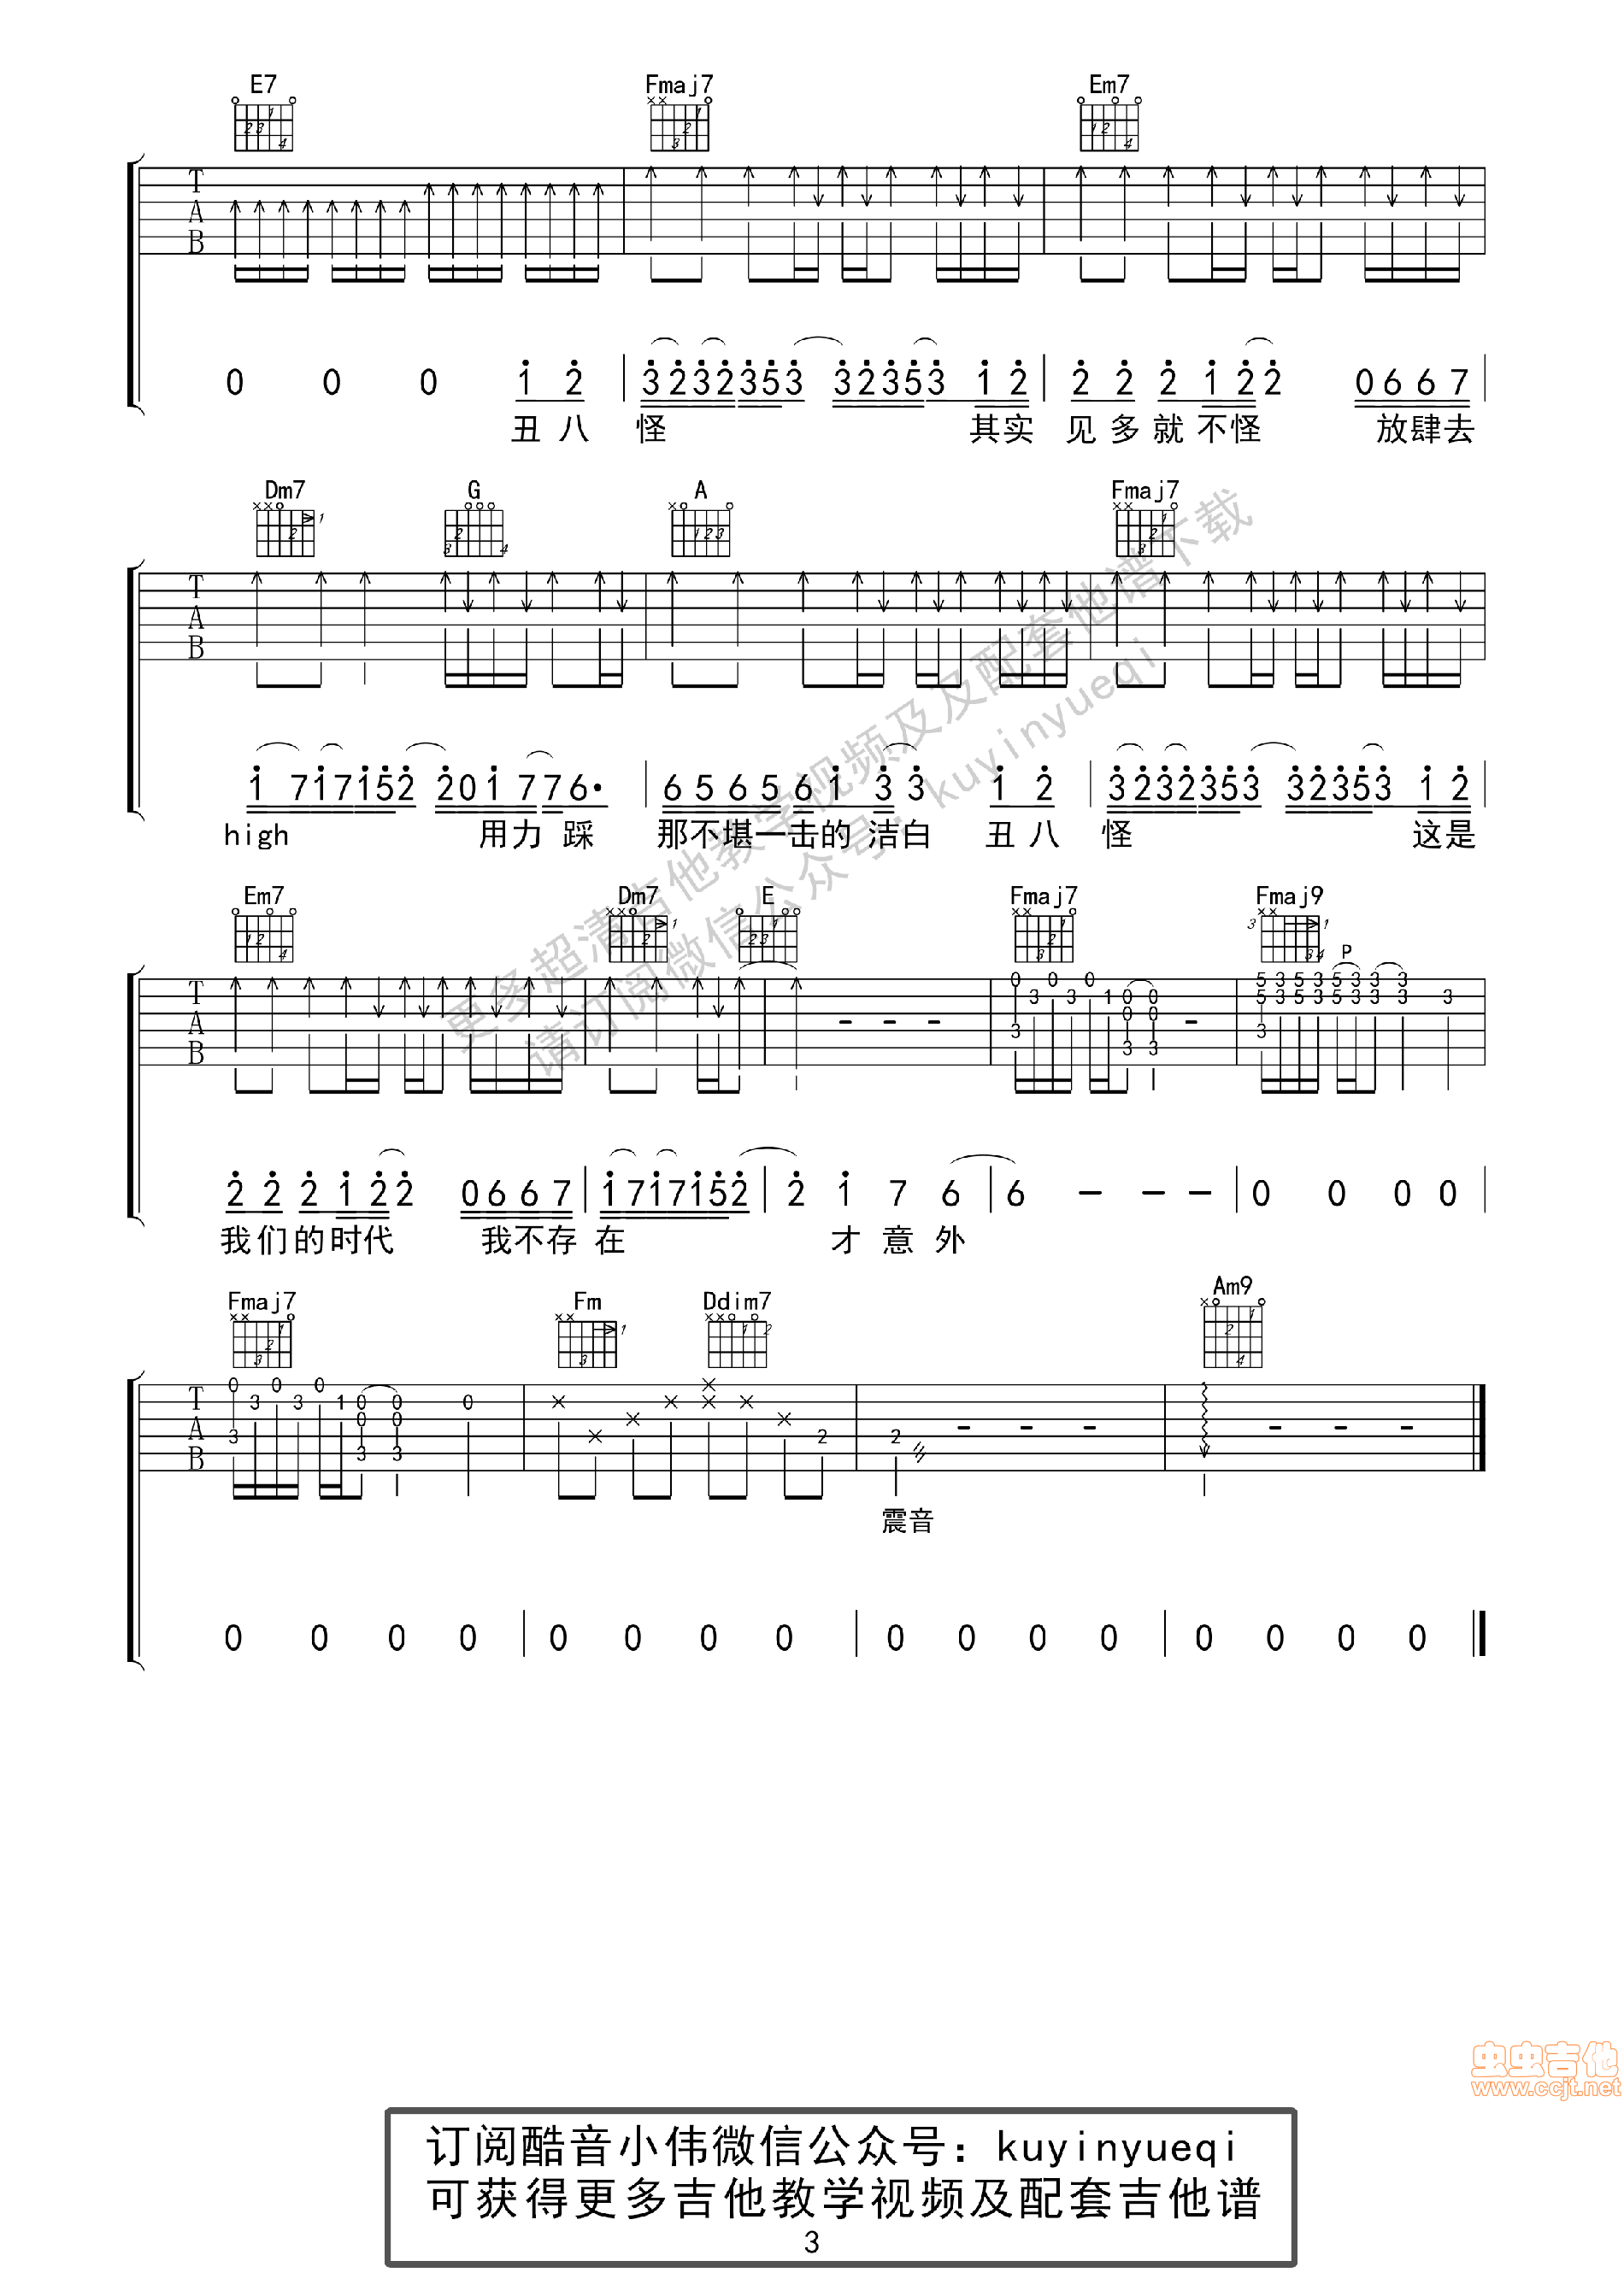 E7 Fmaj7 Em7
T
A
B
0 0 0 1 2 | 3 2 3 2 3 5 3 3 2 3 5 3 1 2 | 2 2 2 1 2 2 0 6 6 7 |
丑八 怪 其实 见多就不怪 放肆去
Dm7 G A Fmaj7
T
A
B
1 7 1 7 1 5 2 2 0 1 7 7 6· | 6 5 6 5 6 1 3 3 1 2 | 3 2 3 2 3 5 3 3 2 3 5 3 1 2 |
high 用力 踩 那不堪一击的洁白 丑八 怪 这是
Em7 Dm7 E Fmaj7 Fmaj9
P
T
A
B
2 2 2 1 2 2 0 6 6 7 | 1 7 1 7 1 5 2 | 2 1 7 6 | 6 - - - | 0 0 0 0 |
我们的时代 我不存在 才意外
Fmaj7 Fm Ddim7 Am9
T
A
B
震音
0 0 0 0 | 0 0 0 0 | 0 0 0 0 | 0 0 0 0
更多超清吉他教学视频及及配套他谱下载
请订阅微信公众号：kuyinyueqi
虫虫吉他
www.ccjt.net
订阅酷音小伟微信公众号：kuyinyueqi
可获得更多吉他教学视频及配套吉他谱
3